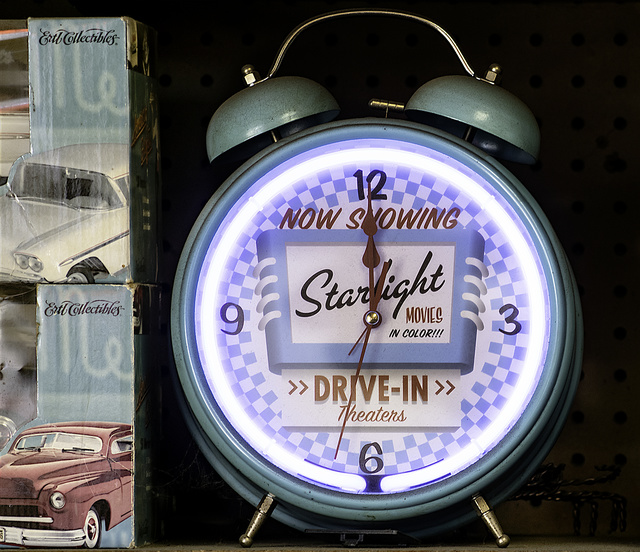 Ertl Collectibles
Ertl Collectibles
12
NOW SHOWING
Starlight
MOVIES
IN COLOR!!!
9
3
>> DRIVE-IN >>
Theaters
6